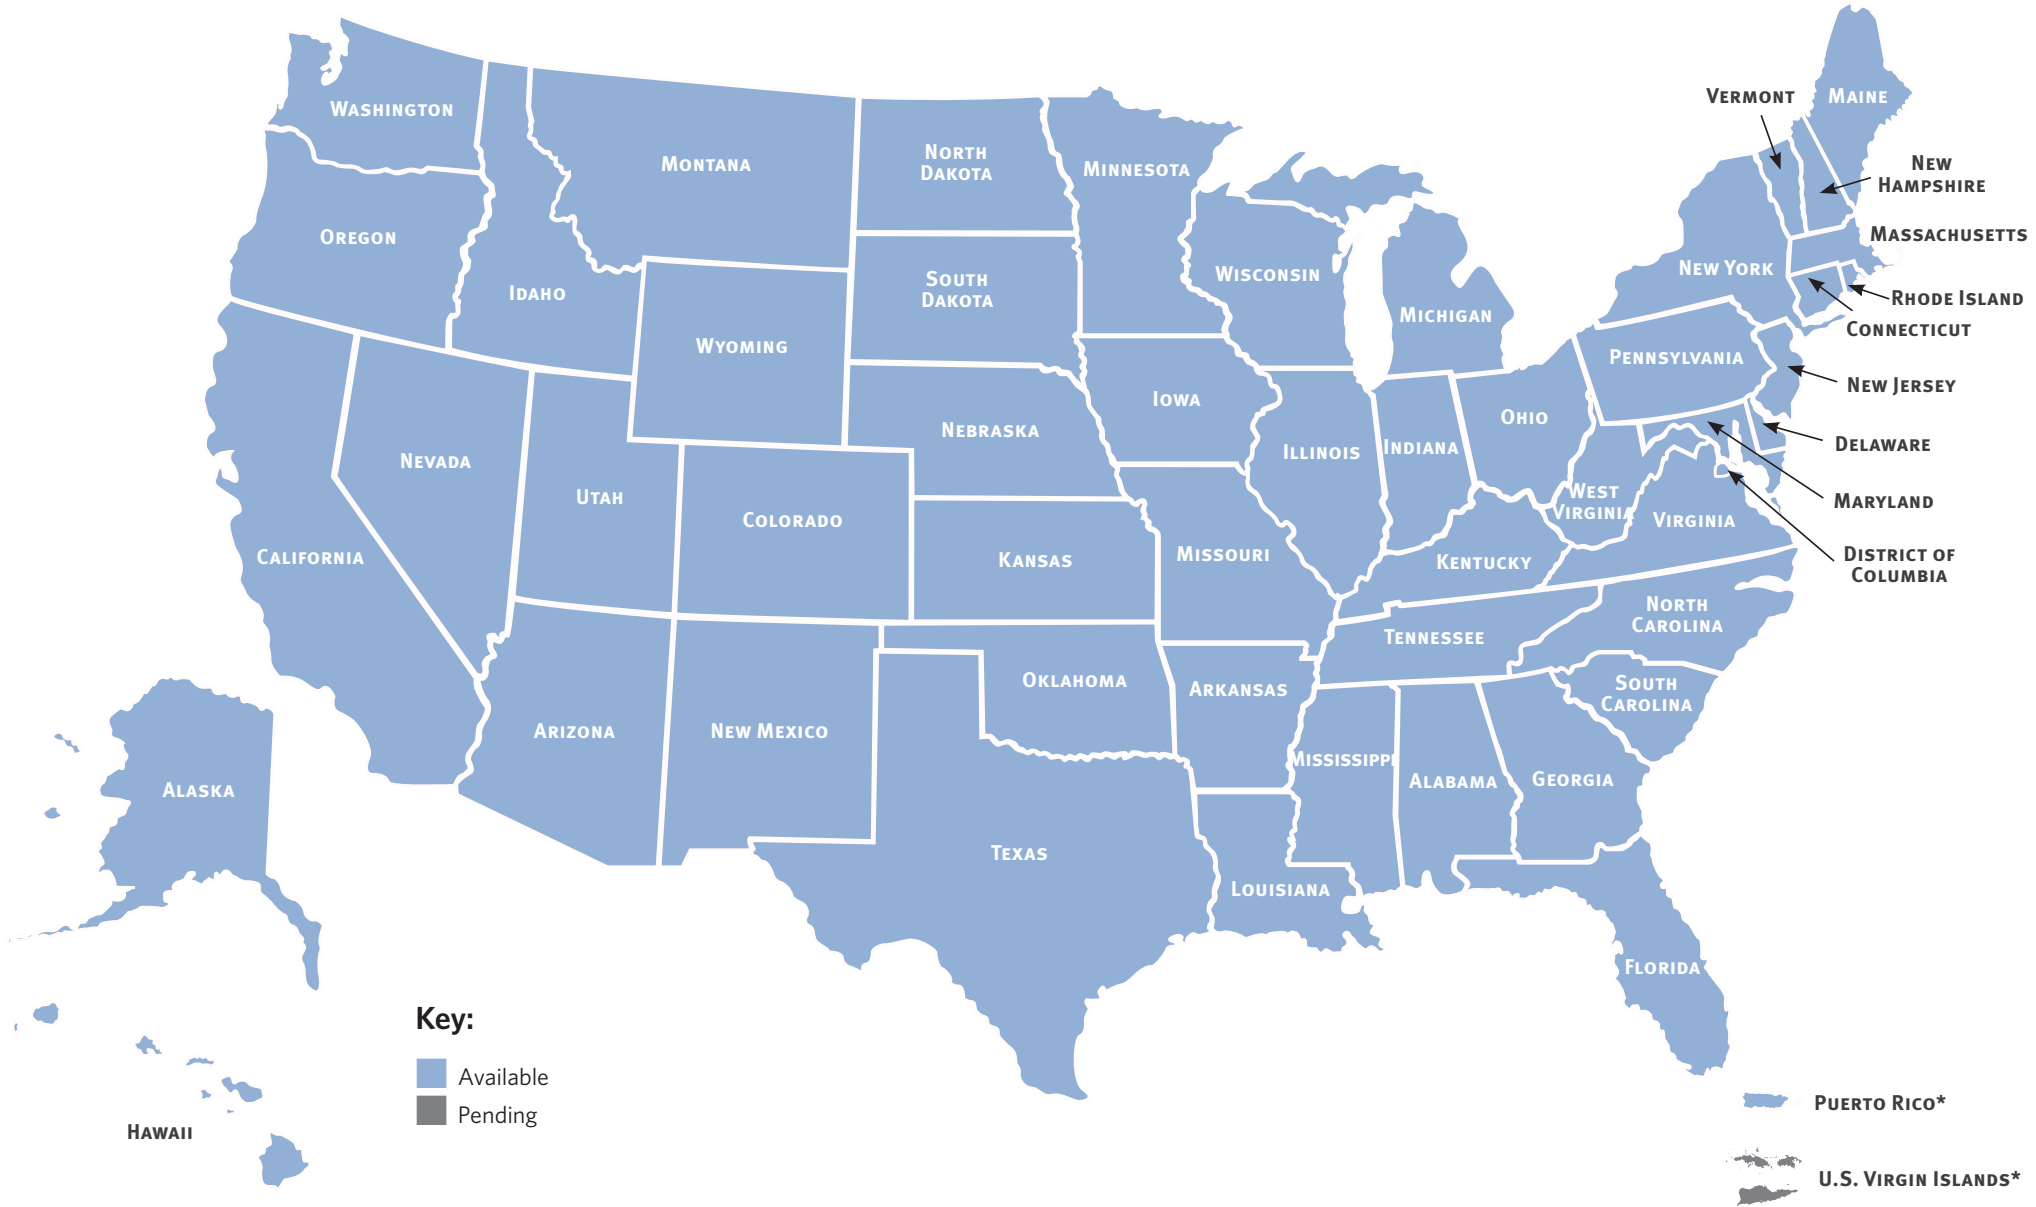 WASHINGTON
MONTANA
NORTH
DAKOTA
MINNESOTA
VERMONT
MAINE
NEW
HAMPSHIRE
MASSACHUSETTS
OREGON
IDAHO
SOUTH
DAKOTA
WISCONSIN
MICHIGAN
NEW YORK
RHODE ISLAND
CONNECTICUT
WYOMING
PENNSYLVANIA
NEW JERSEY
IOWA
NEBRASKA
OHIO
ILLINOIS
INDIANA
DELAWARE
NEVADA
UTAH
COLORADO
WEST
VIRGINIA
VIRGINIA
MARYLAND
CALIFORNIA
KANSAS
MISSOURI
KENTUCKY
DISTRICT OF
COLUMBIA
NORTH
CAROLINA
TENNESSEE
OKLAHOMA
ARKANSAS
SOUTH
CAROLINA
ARIZONA
NEW MEXICO
MISSISSIPPI
ALABAMA
GEORGIA
ALASKA
TEXAS
LOUISIANA
FLORIDA
Key:
Available
Pending
HAWAII
PUERTO RICO*
U.S. VIRGIN ISLANDS*